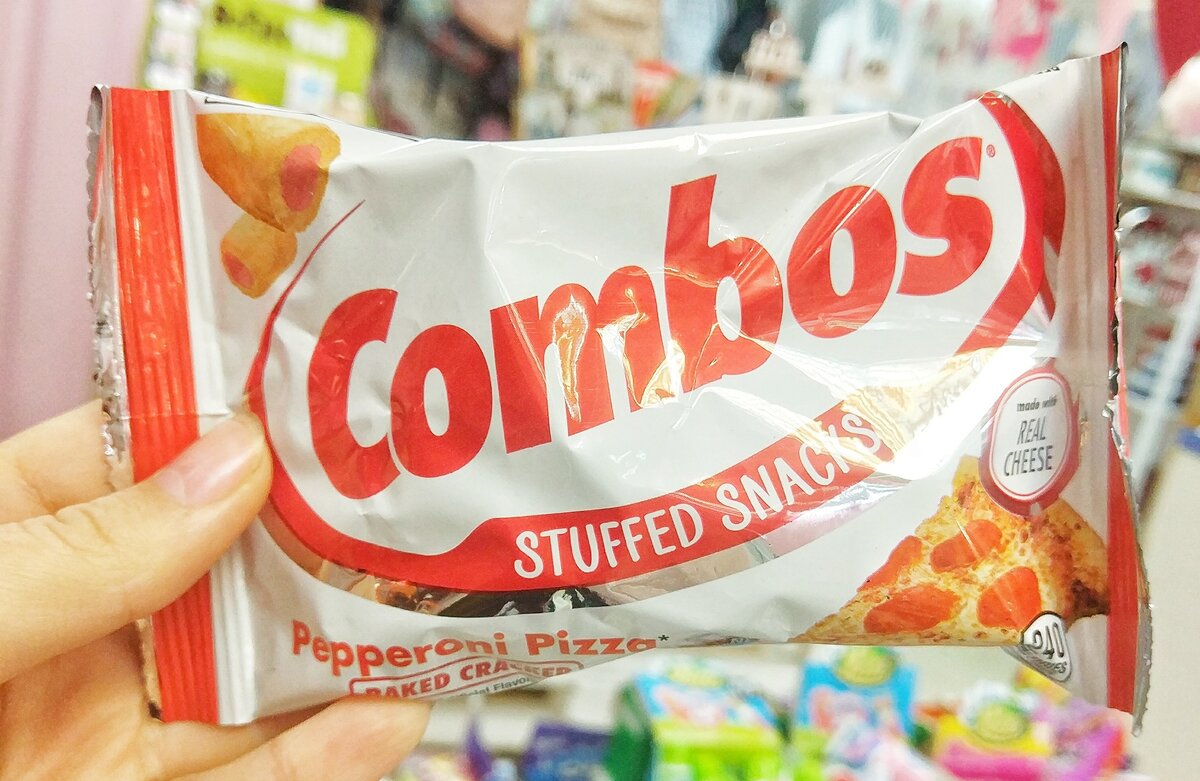 Combos®
STUFFED SNACKS
made with
REAL
CHEESE
Pepperoni Pizza*
BAKED CRACKER
240